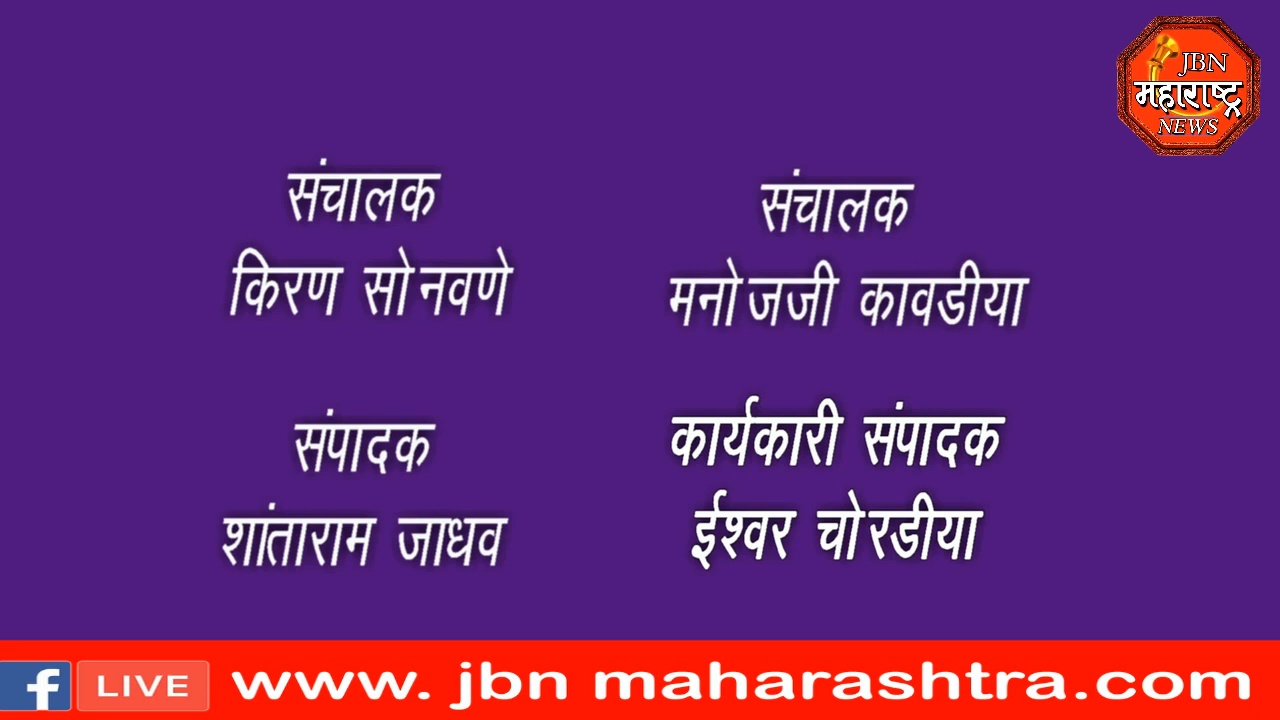 JBN
महाराष्ट्र
NEWS
संचालक
किरण सोनवणे
संचालक
मनोजजी कावडीया
संपादक
शांताराम जाधव
कार्यकारी संपादक
ईश्वर चोरडीया
f LIVE www. jbn maharashtra.com